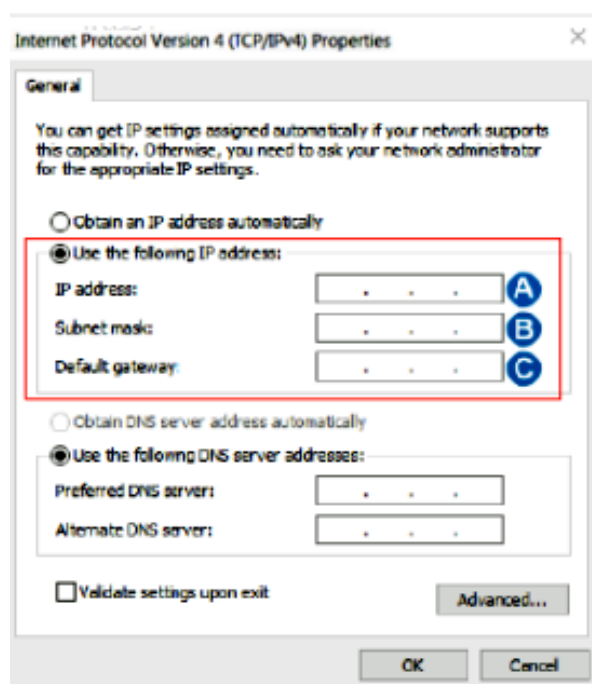 Internet Protocol Version 4 (TCP/IPv4) Properties
General
You can get IP settings assigned automatically if your network supports
this capability. Otherwise, you need to ask your network administrator
for the appropriate IP settings.
Obtain an IP address automatically
Use the following IP address:
IP address: . . . A
Subnet mask: . . . B
Default gateway: . . . C
Obtain DNS server address automatically
Use the following DNS server addresses:
Preferred DNS server: . . .
Alternate DNS server: . . .
Validate settings upon exit
Advanced...
OK Cancel